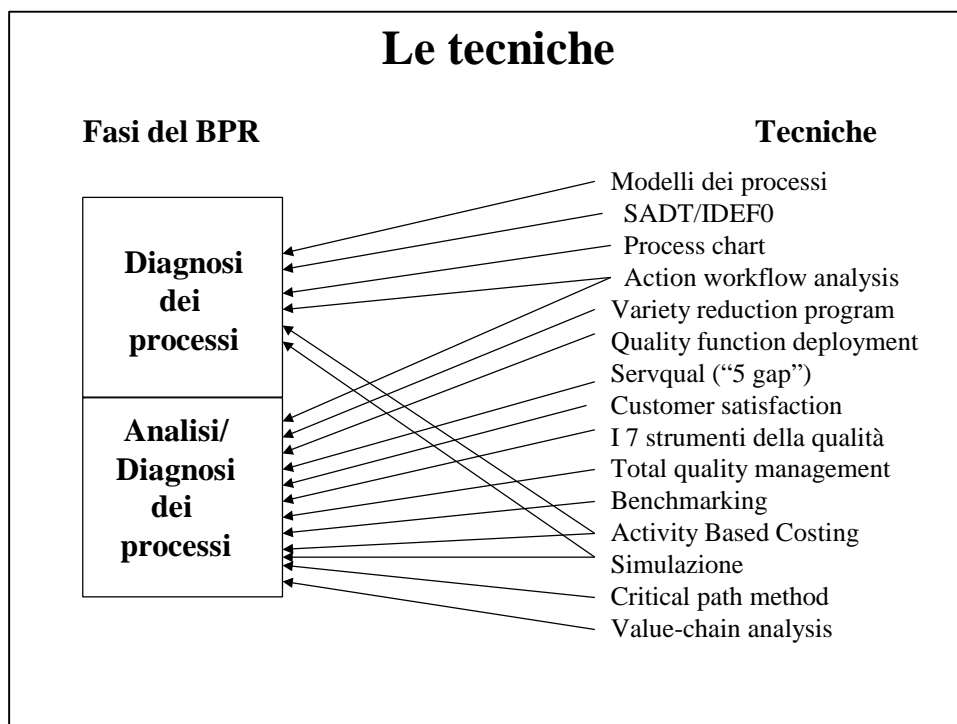 Le tecniche
Fasi del BPR
Tecniche
Diagnosi
dei
processi
Analisi/
Diagnosi
dei
processi
Modelli dei processi
SADT/IDEF0
Process chart
Action workflow analysis
Variety reduction program
Quality function deployment
Servqual (“5 gap”)
Customer satisfaction
I 7 strumenti della qualità
Total quality management
Benchmarking
Activity Based Costing
Simulazione
Critical path method
Value-chain analysis